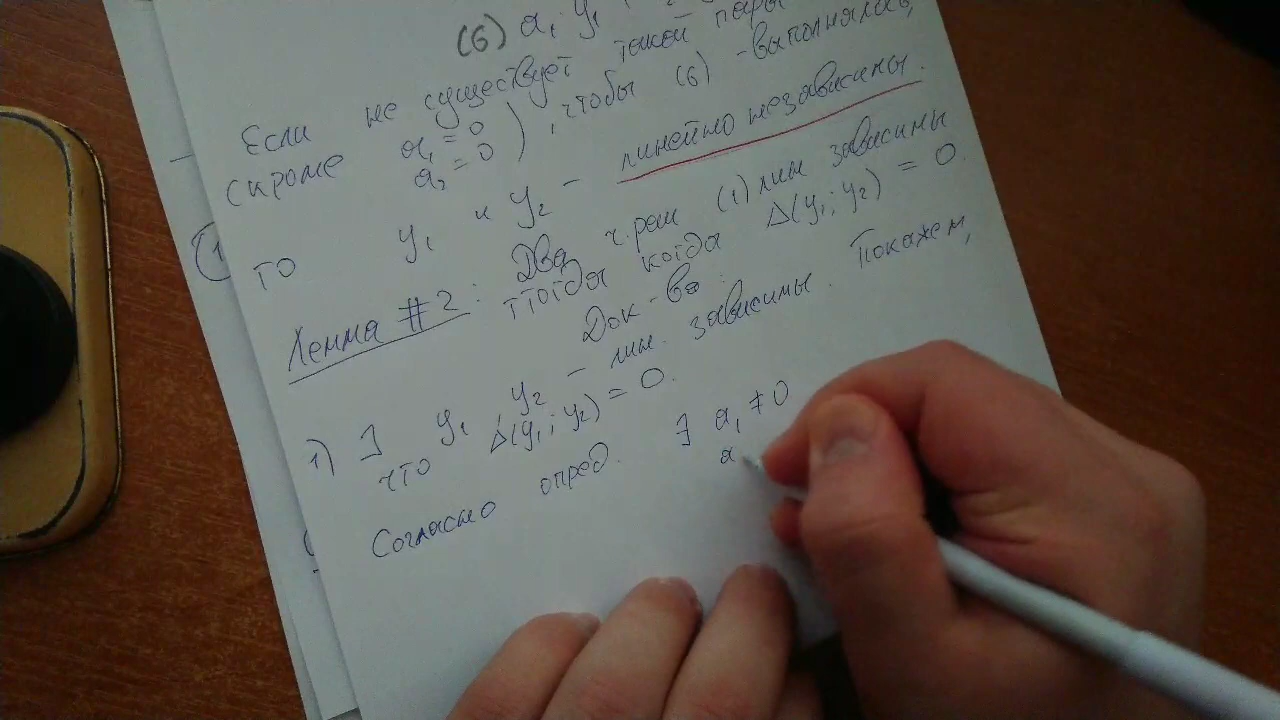 (6) α₁ y₁
Если не существует такой пары
(кроме α₁ = 0 α₂ = 0), чтобы (6) - выполнялась,
то y₁ и y₂ - линейно независимы.
Лемма #2: Два ч. реш (1) лин зависимы
ттогда когда Δ(y₁; y₂) = 0.
Док-во:
1) ∃ y₁ y₂ - лин. зависимы. Покажем,
что Δ(y₁; y₂) = 0.
Согласно опред. ∃ α₁ ≠ 0
α